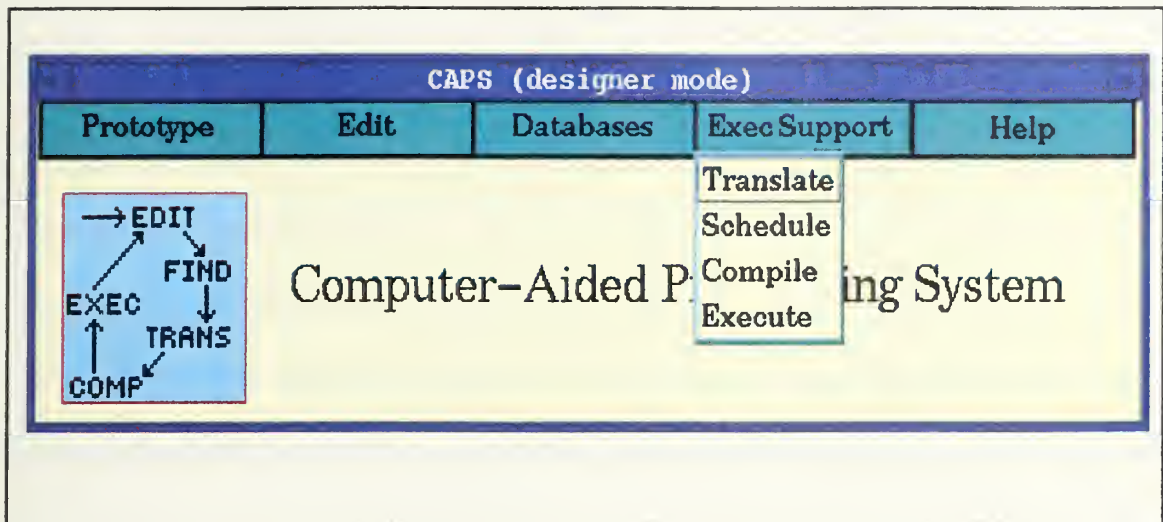 CAPS (designer mode)
Prototype Edit Databases Exec Support Help
Translate
Schedule
Compile
Execute
EDIT
FIND
EXEC
TRANS
COMP
Computer-Aided P ing System